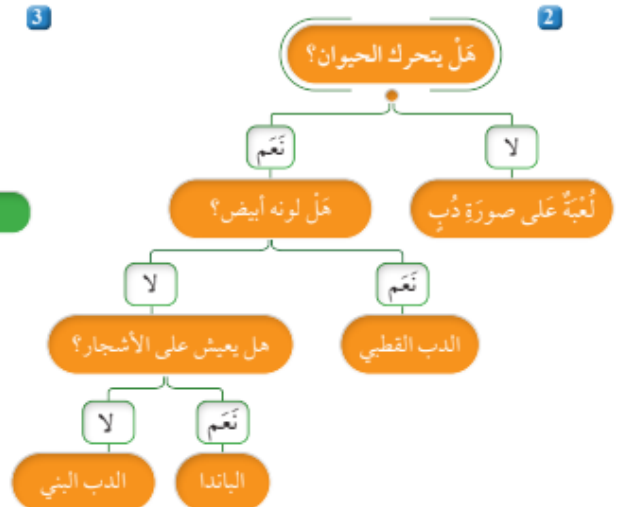 2
3
هَلْ يتحرك الحيوان؟
لا
نَعَم
لُعْبَةٌ عَلى صورَةِ دُبٍ
هَلْ لونه أبيض؟
نَعَم
لا
الدب القطبي
هل يعيش على الأشجار؟
نَعَم
لا
الباندا
الدب البني